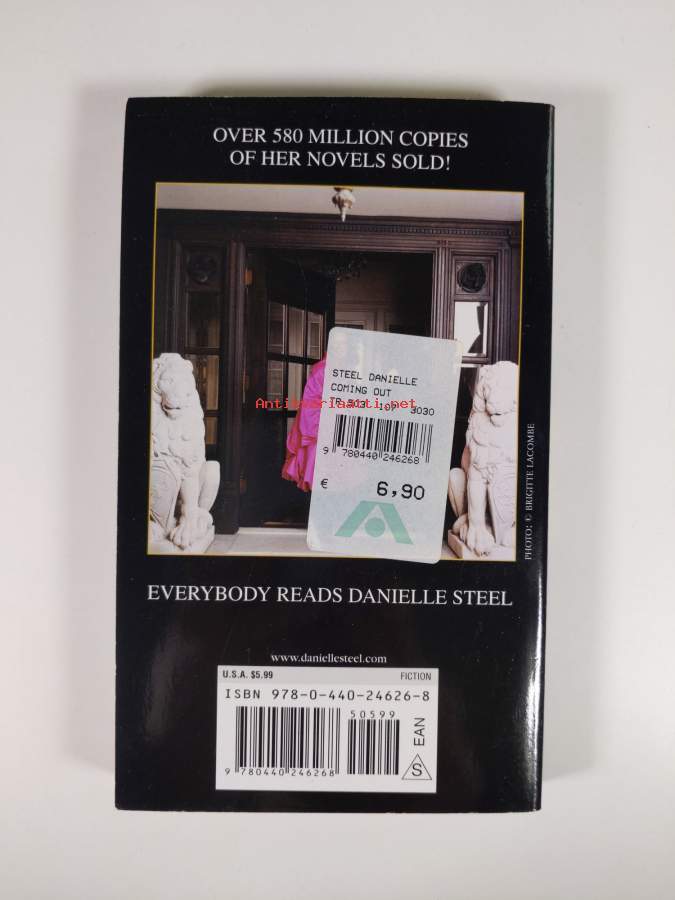 OVER 580 MILLION COPIES
OF HER NOVELS SOLD!
STEEL DANIELLE
COMING OUT
Antikvariaatti.net
107 3030
9 780440 246268
€ 6,90
PHOTO: © BRIGITTE LACOMBE
EVERYBODY READS DANIELLE STEEL
www.daniellesteel.com
U.S.A. $5.99 FICTION
ISBN 978-0-440-24626-8
50599
9 780440 246268
S EAN